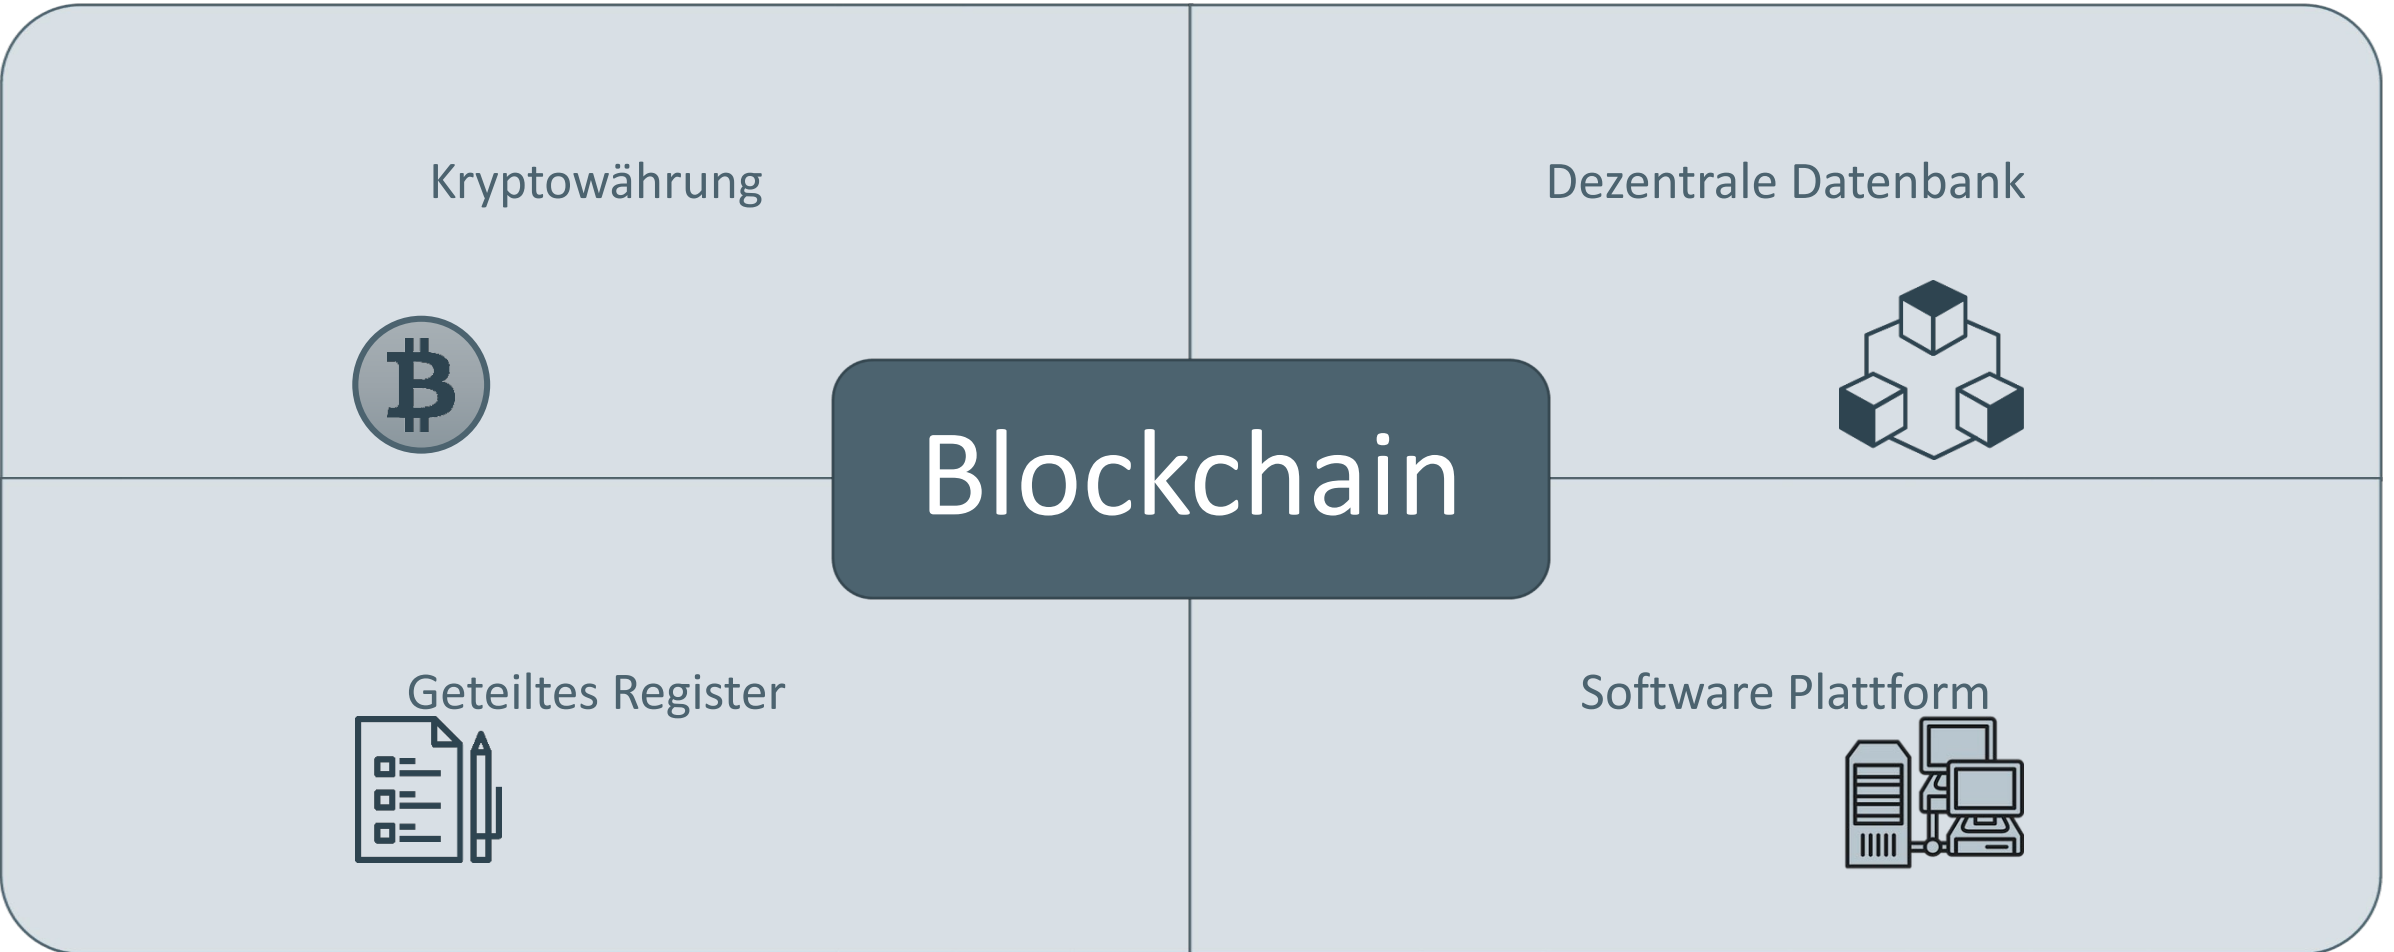 Kryptowährung
Dezentrale Datenbank
Blockchain
Geteiltes Register
Software Plattform